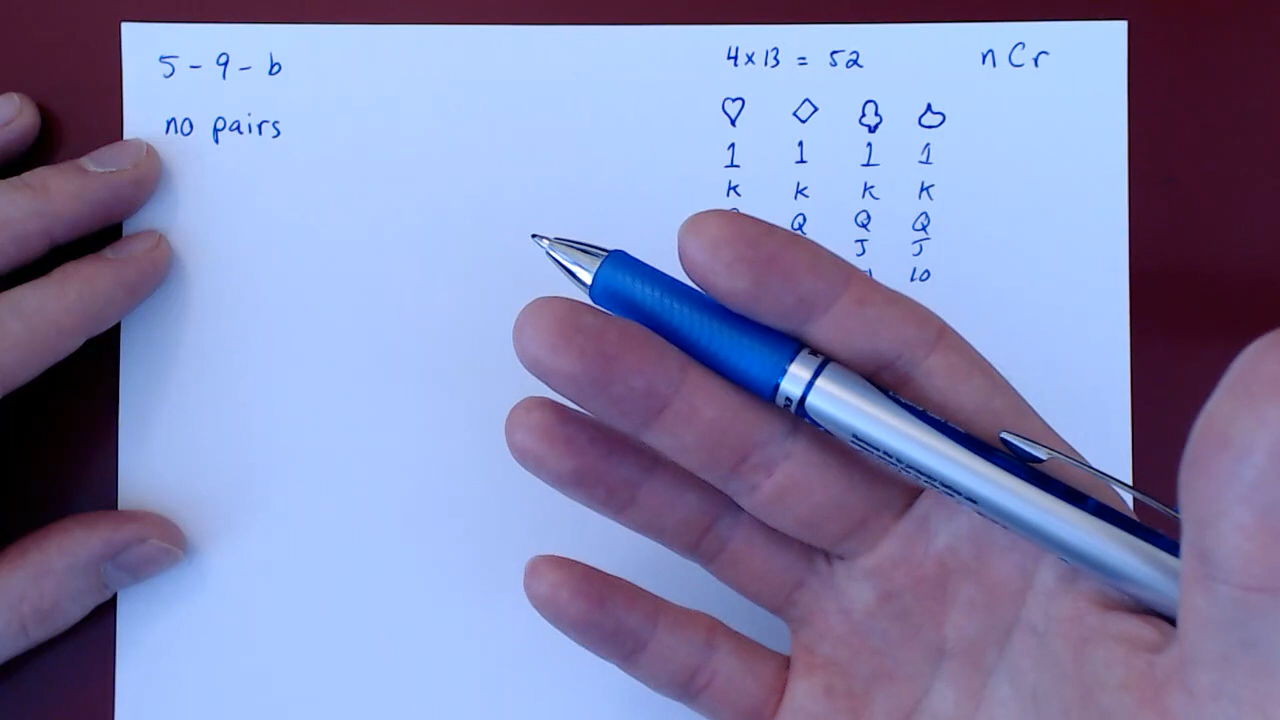 5 - 9 - b
no pairs
4 x 13 = 52
n C r
1 1 1 1
K K K K
Q Q Q
J J
10